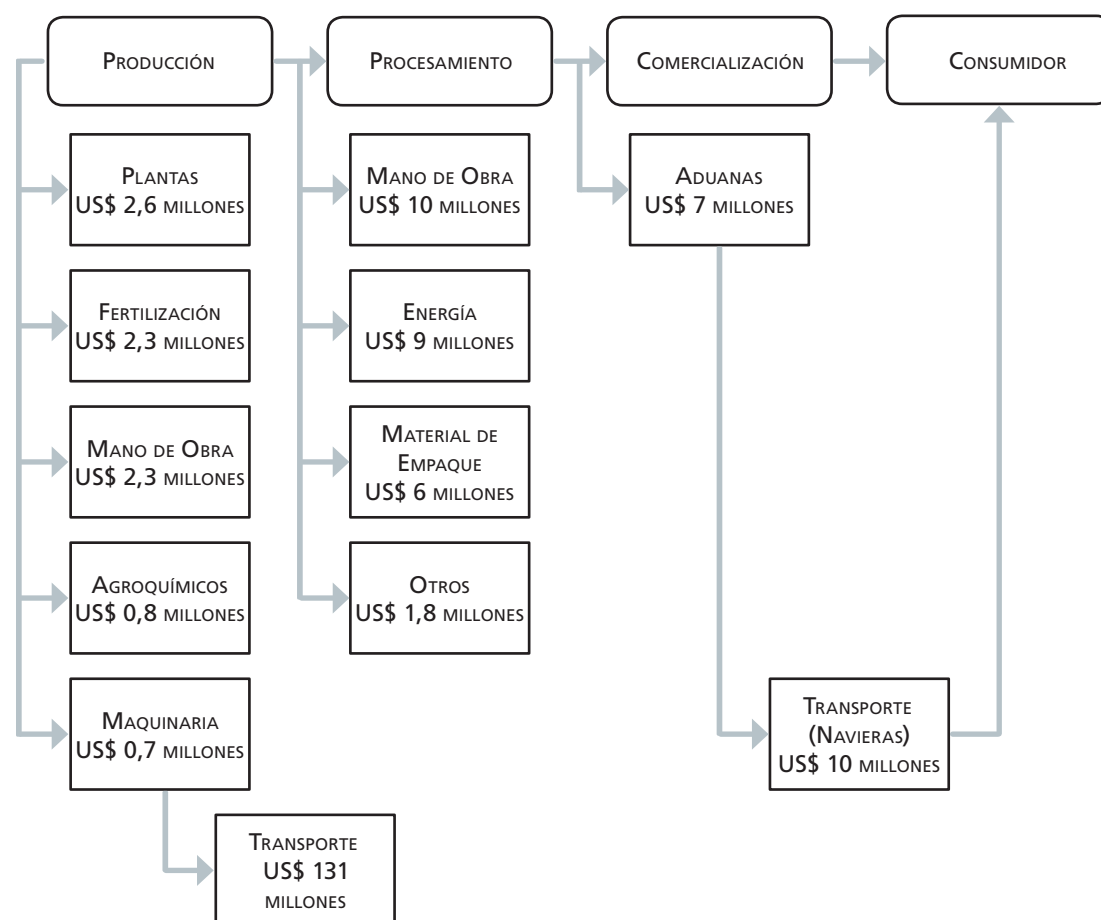 Producción
Procesamiento
Comercialización
Consumidor
Plantas
US$ 2,6 millones
Fertilización
US$ 2,3 millones
Mano de Obra
US$ 2,3 millones
Agroquímicos
US$ 0,8 millones
Maquinaria
US$ 0,7 millones
Transporte
US$ 131
millones
Mano de Obra
US$ 10 millones
Energía
US$ 9 millones
Material de
Empaque
US$ 6 millones
Otros
US$ 1,8 millones
Aduanas
US$ 7 millones
Transporte
(Navieras)
US$ 10 millones